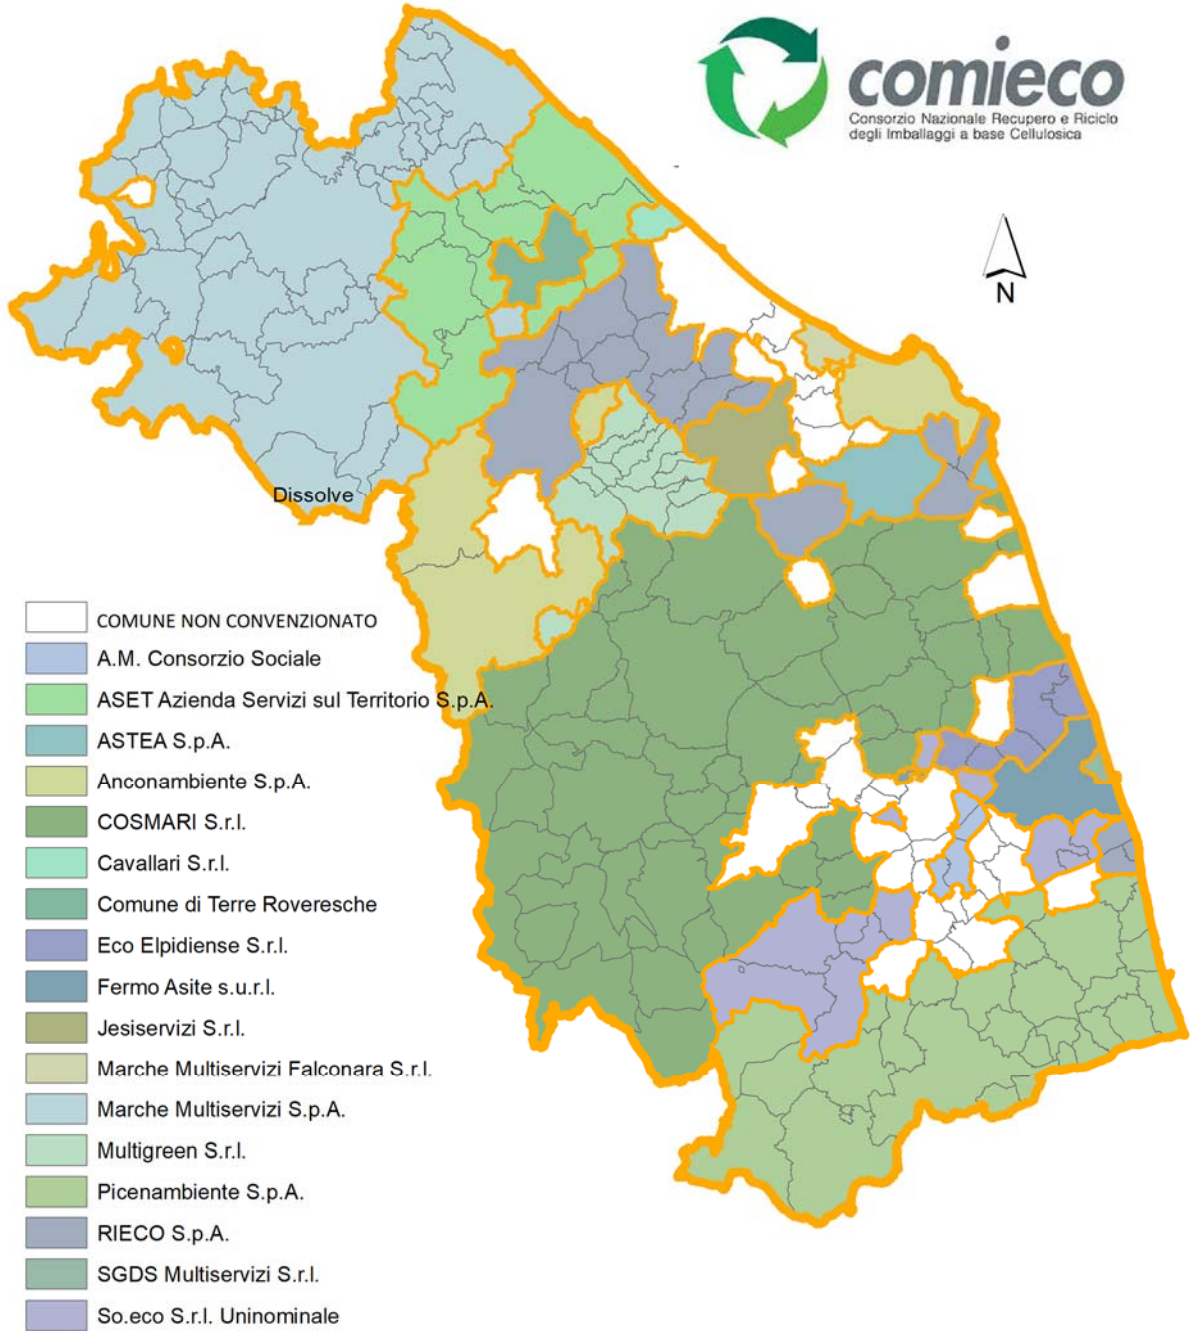 comieco
Consorzio Nazionale Recupero e Riciclo
degli Imballaggi a base Cellulosica
N
Dissolve
COMUNE NON CONVENZIONATO
A.M. Consorzio Sociale
ASET Azienda Servizi sul Territorio S.p.A.
ASTEA S.p.A.
Anconambiente S.p.A.
COSMARI S.r.l.
Cavallari S.r.l.
Comune di Terre Roveresche
Eco Elpidiense S.r.l.
Fermo Asite s.u.r.l.
Jesiservizi S.r.l.
Marche Multiservizi Falconara S.r.l.
Marche Multiservizi S.p.A.
Multigreen S.r.l.
Picenambiente S.p.A.
RIECO S.p.A.
SGDS Multiservizi S.r.l.
So.eco S.r.l. Uninominale